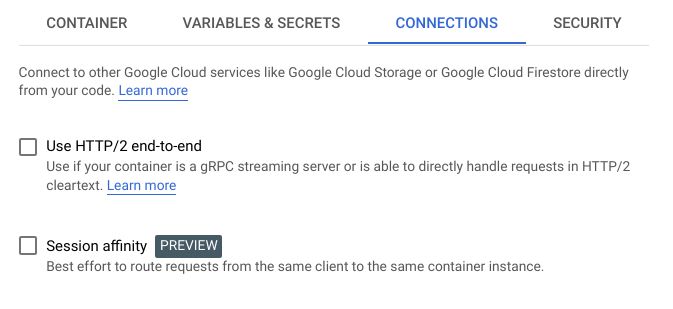 CONTAINER VARIABLES & SECRETS CONNECTIONS SECURITY
Connect to other Google Cloud services like Google Cloud Storage or Google Cloud Firestore directly
from your code. Learn more
Use HTTP/2 end-to-end
Use if your container is a gRPC streaming server or is able to directly handle requests in HTTP/2
cleartext. Learn more
Session affinity PREVIEW
Best effort to route requests from the same client to the same container instance.